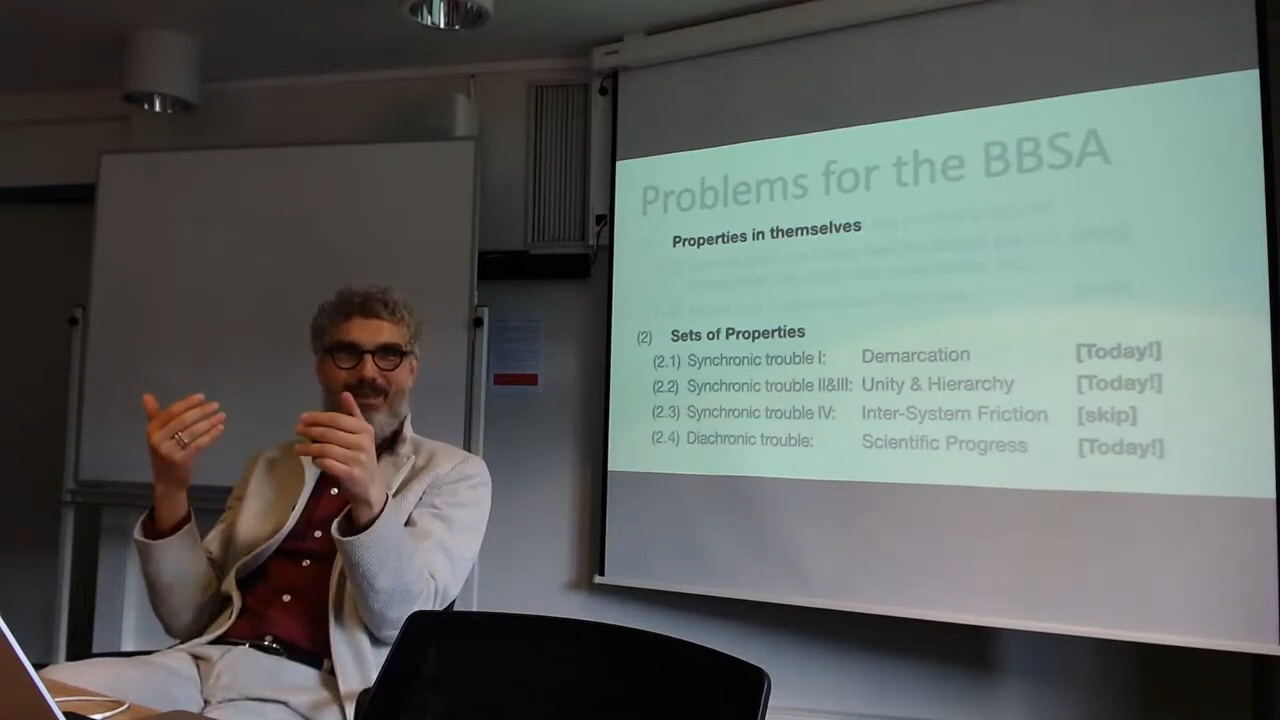 Problems for the BBSA
Properties in themselves
(2) Sets of Properties
(2.1) Synchronic trouble I: Demarcation [Today!]
(2.2) Synchronic trouble II&III: Unity & Hierarchy [Today!]
(2.3) Synchronic trouble IV: Inter-System Friction [skip]
(2.4) Diachronic trouble: Scientific Progress [Today!]